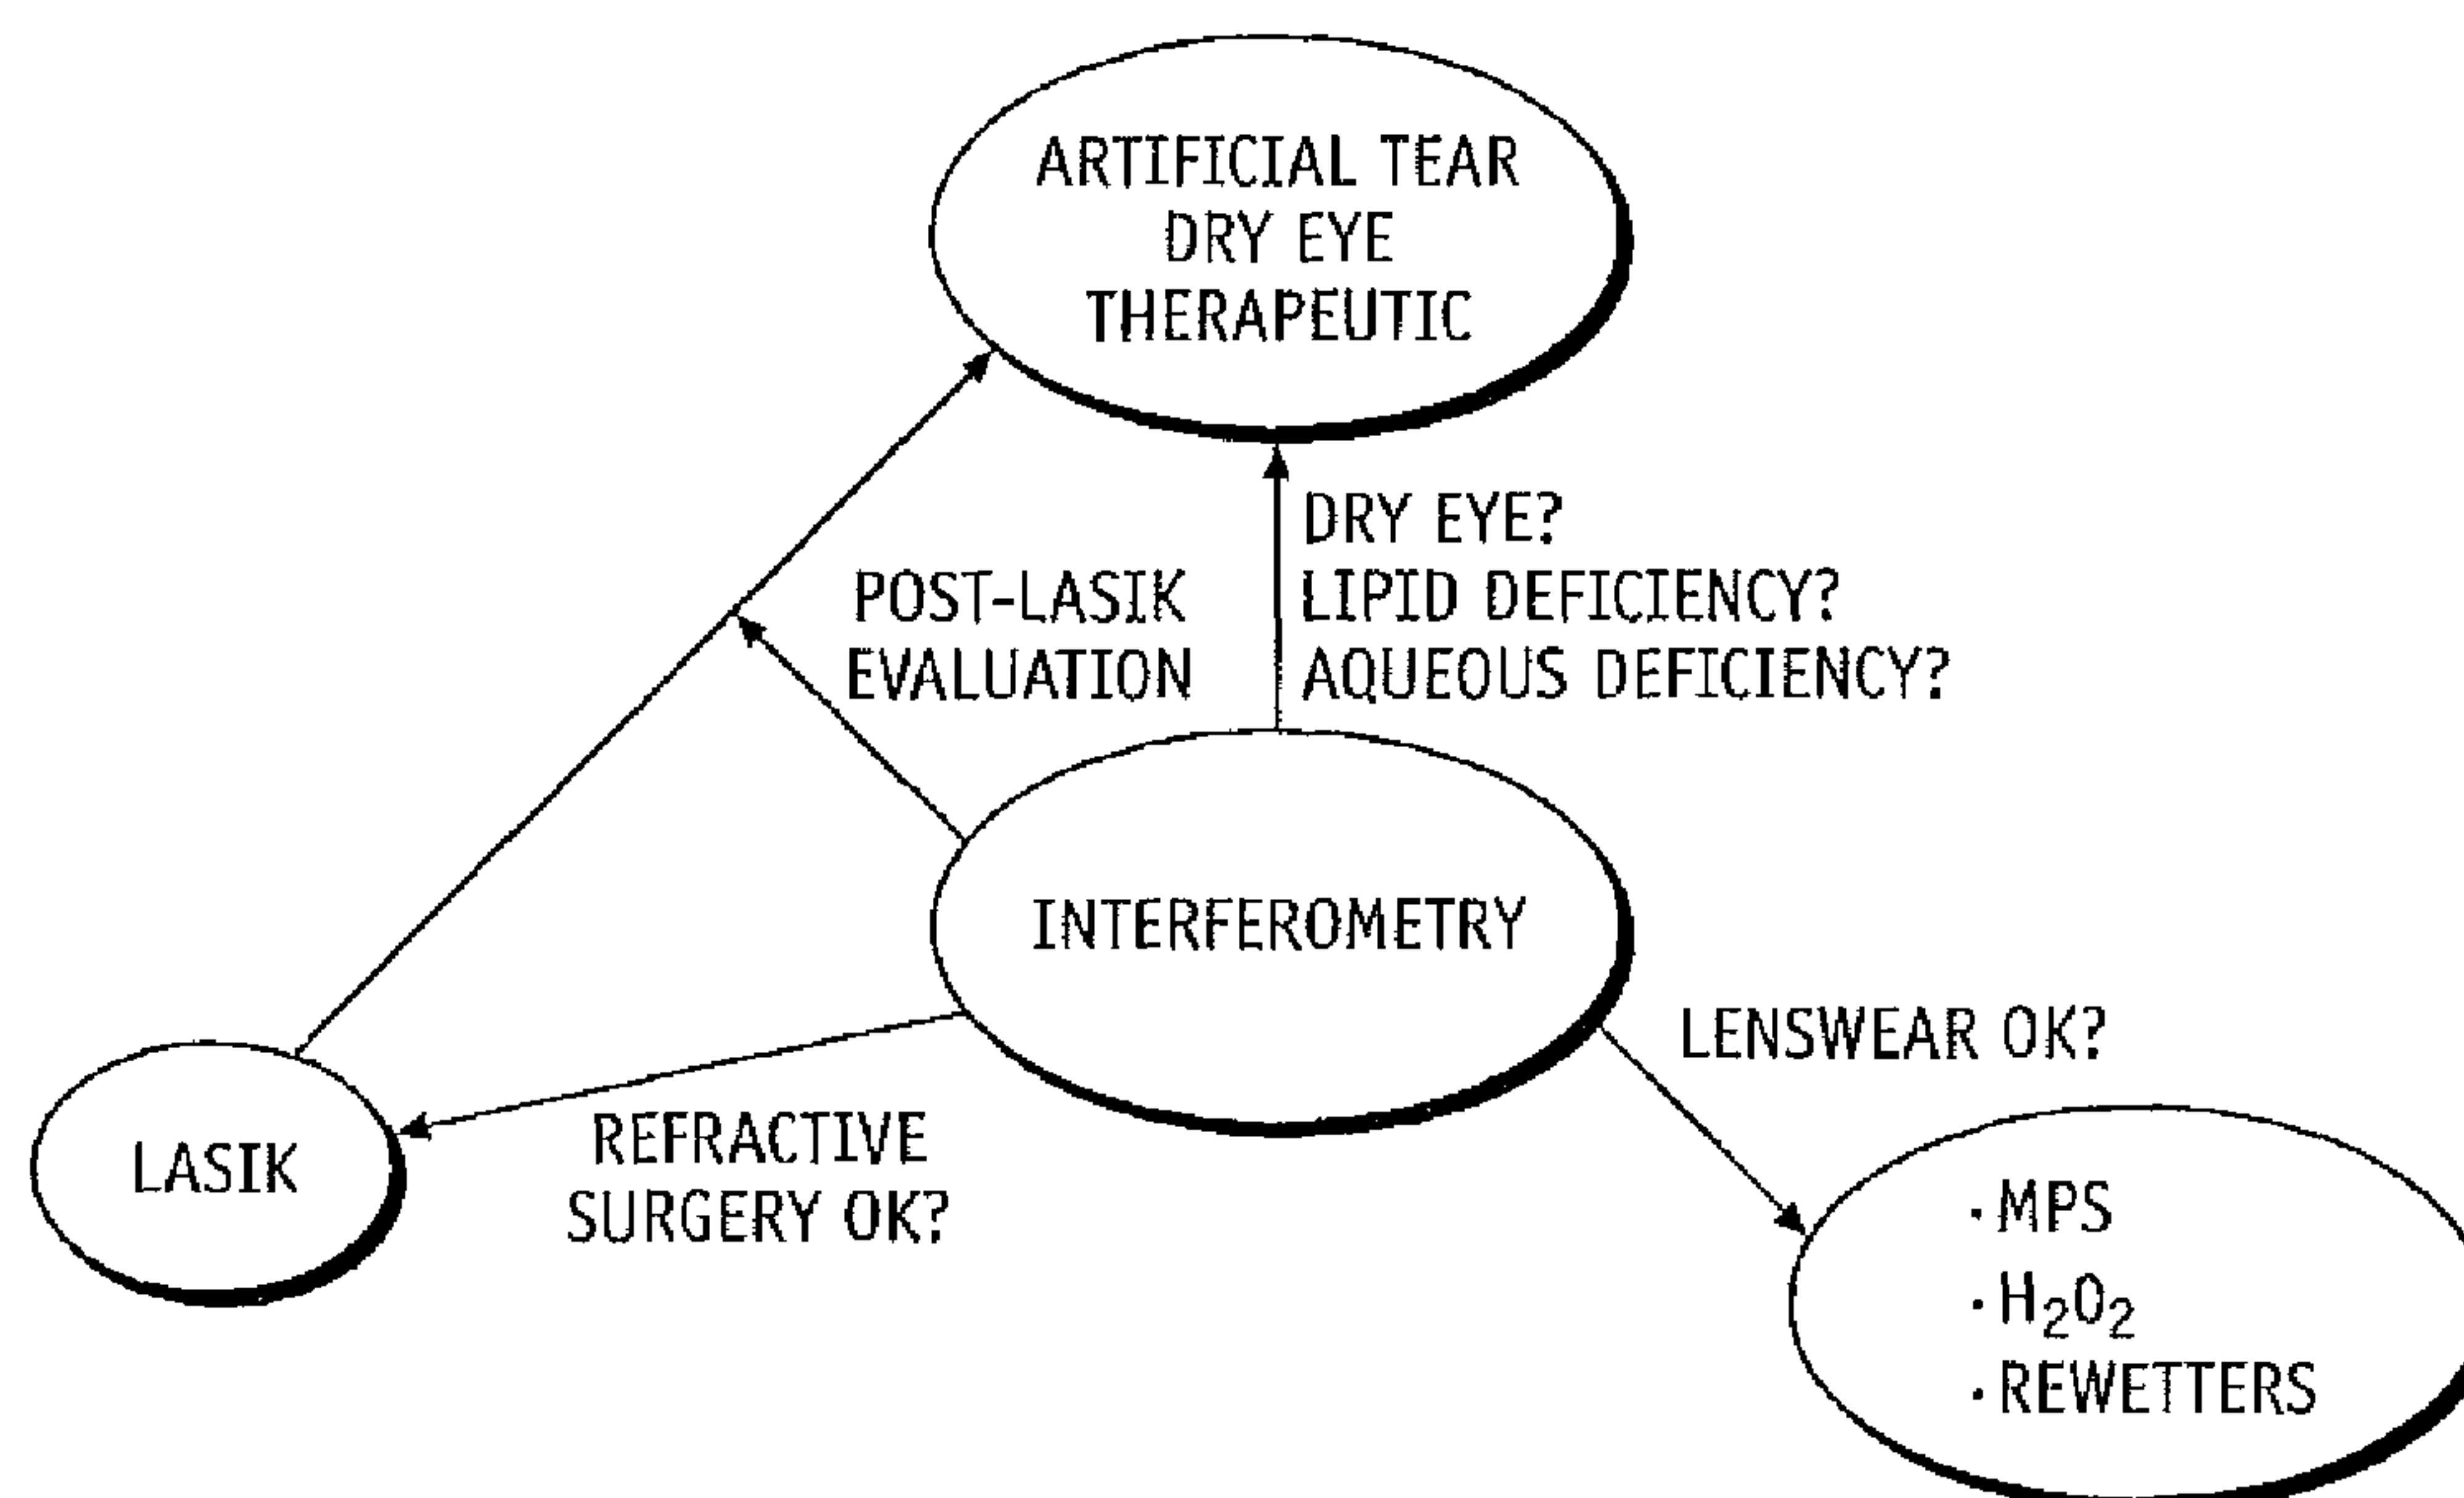 ARTIFICIAL TEAR
DRY EYE
THERAPEUTIC
DRY EYE?
LIPID DEFICIENCY?
AQUEOUS DEFICIENCY?
POST-LASIK
EVALUATION
INTERFEROMETRY
LENSWEAR OK?
LASIK
REFRACTIVE
SURGERY OK?
·MPS
·H₂O₂
·REWETTERS